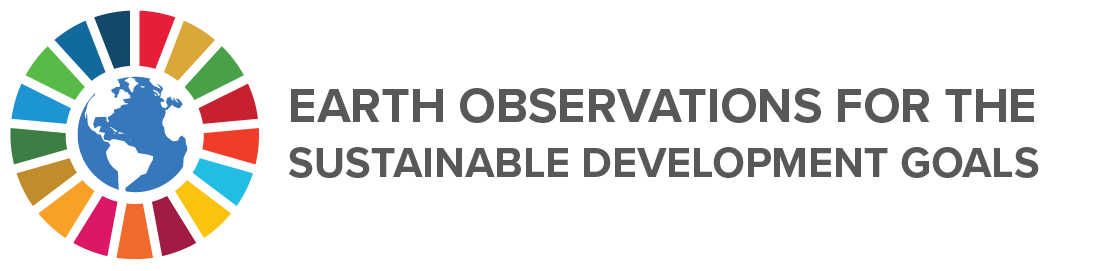 EARTH OBSERVATIONS FOR THE
SUSTAINABLE DEVELOPMENT GOALS